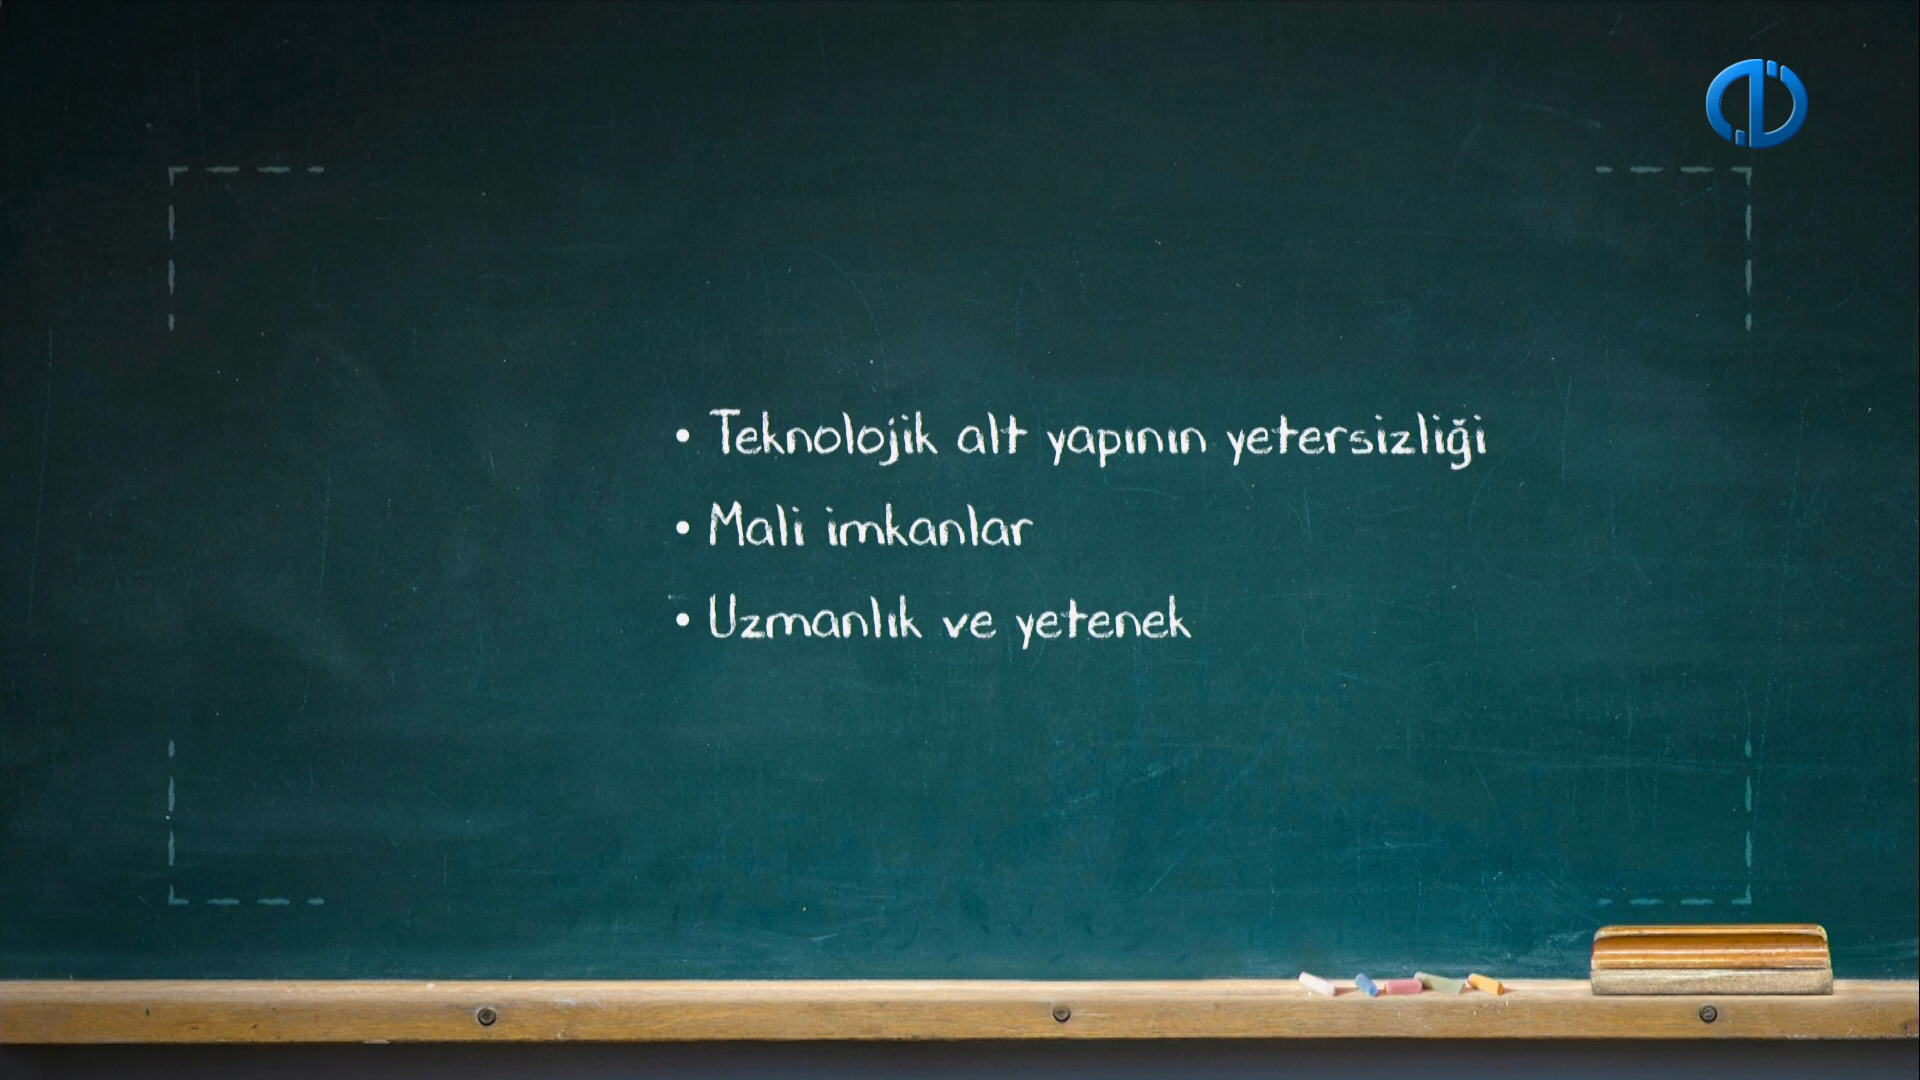 • Teknolojik alt yapının yetersizliği
• Mali imkanlar
• Uzmanlık ve yetenek